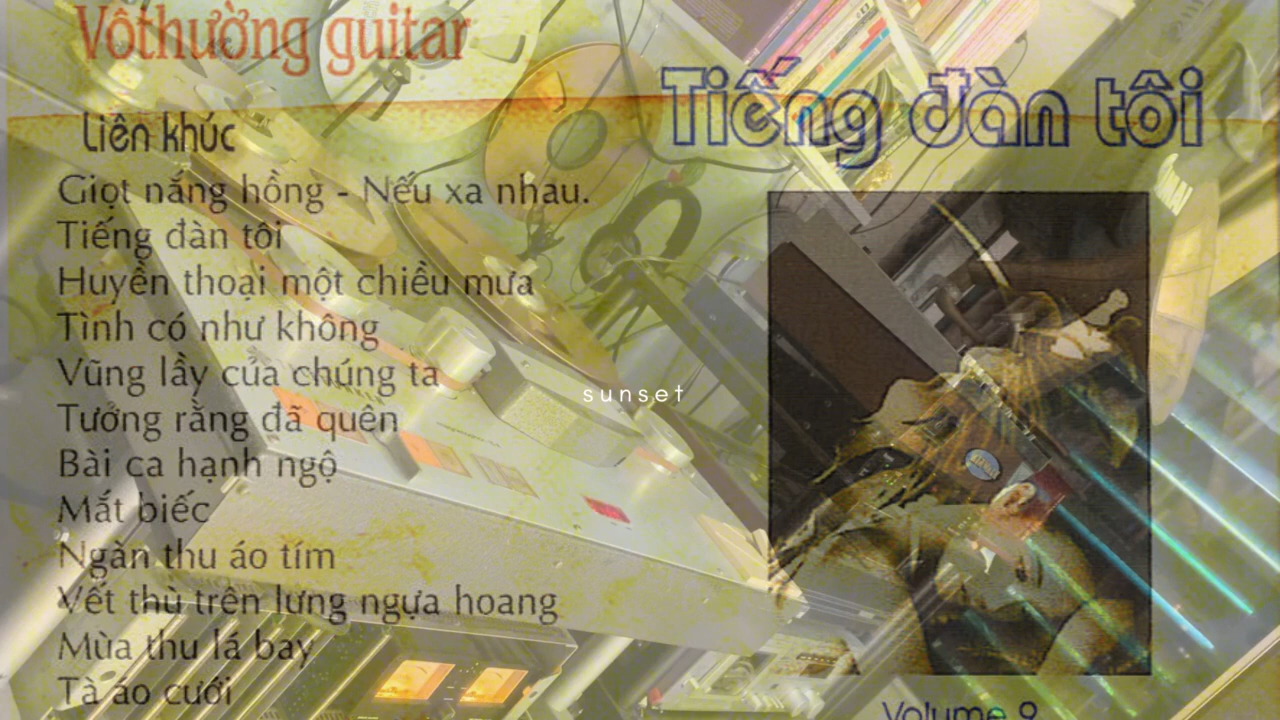 Vôthường guitar
Liên khúc
Giọt nắng hồng - Nếu xa nhau.
Tiếng đàn tôi
Huyền thoại một chiều mưa
Tình có như không
Vũng lầy của chúng ta
Tưởng rằng đã quên
Bài ca hạnh ngộ
Mắt biếc
Ngàn thu áo tím
Vết thù trên lưng ngựa hoang
Mùa thu lá bay
Tà áo cưới
Tiếng đàn tôi
sunset
Volume 9